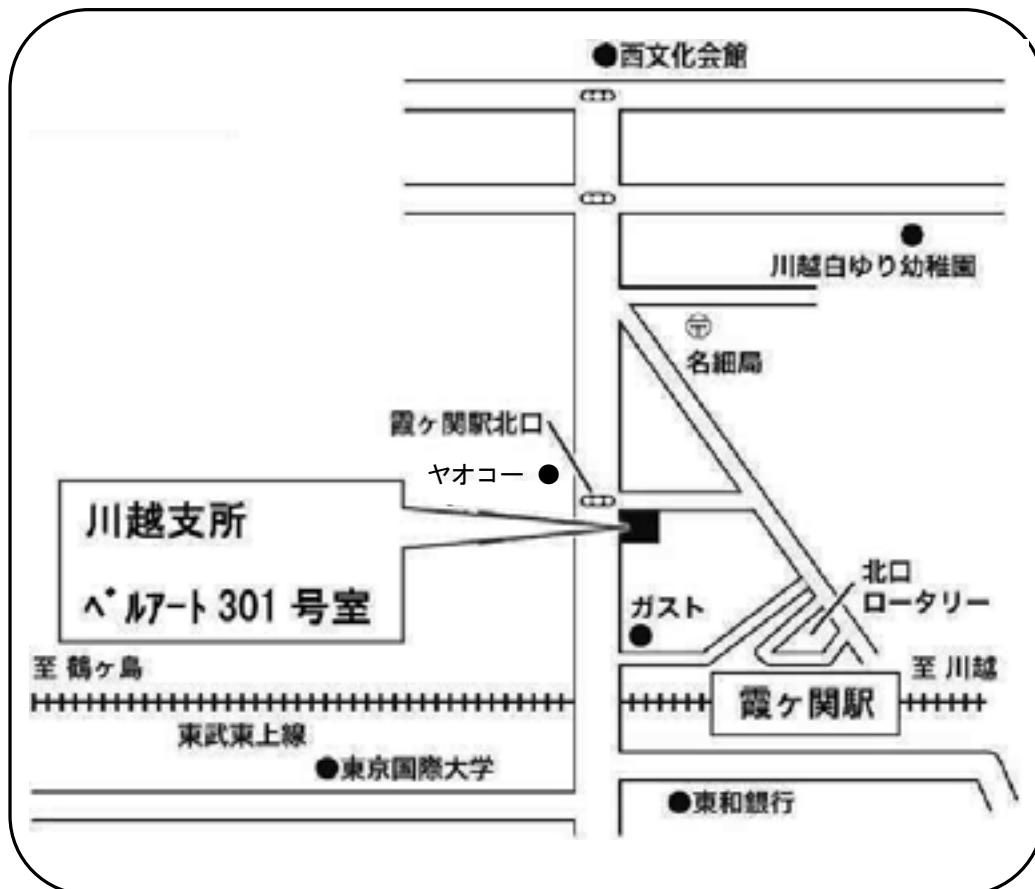 西文化会館
川越白ゆり幼稚園
〒
名細局
霞ヶ関駅北口
ヤオコー
川越支所
ﾍﾞﾙｱｰﾄ 301 号室
北口
ロータリー
ガスト
至 鶴ヶ島
至 川越
霞ヶ関駅
東武東上線
東京国際大学
東和銀行